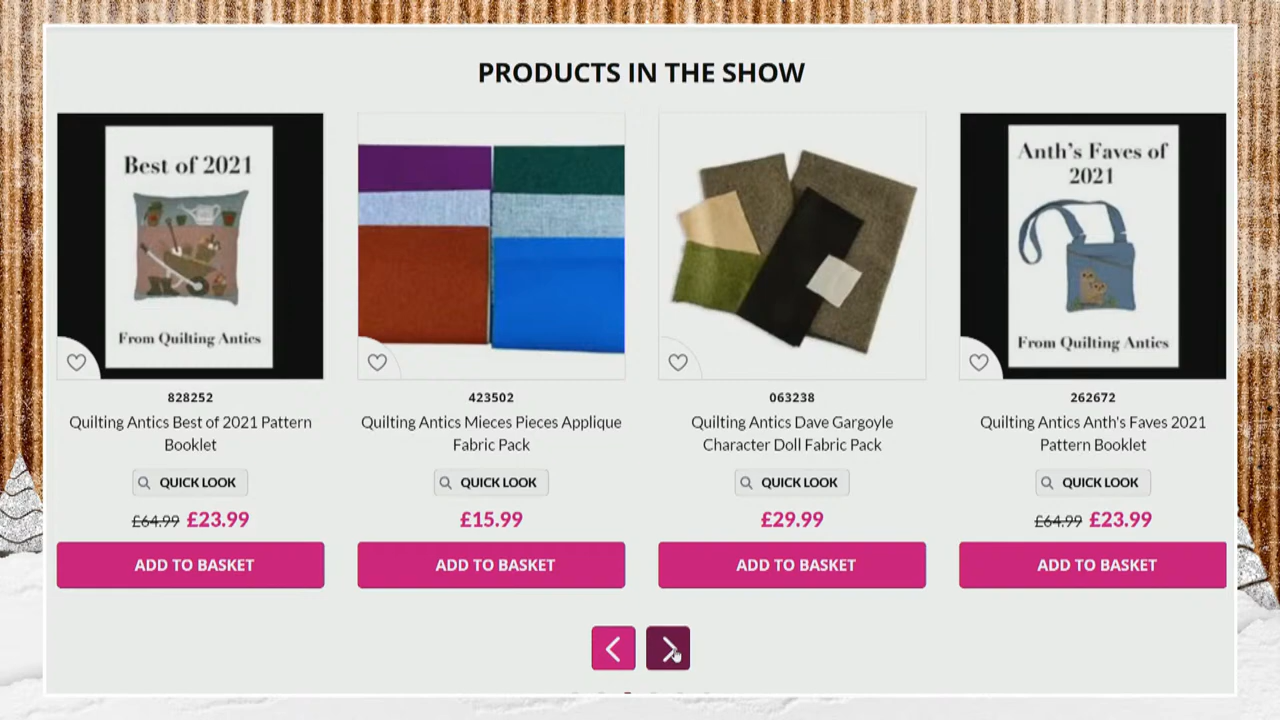 PRODUCTS IN THE SHOW
Best of 2021
From Quilting Antics
Anth's Faves of
2021
From Quilting Antics
828252
Quilting Antics Best of 2021 Pattern
Booklet
QUICK LOOK
£64.99 £23.99
ADD TO BASKET
423502
Quilting Antics Mieces Pieces Applique
Fabric Pack
QUICK LOOK
£15.99
ADD TO BASKET
063238
Quilting Antics Dave Gargoyle
Character Doll Fabric Pack
QUICK LOOK
£29.99
ADD TO BASKET
262672
Quilting Antics Anth's Faves 2021
Pattern Booklet
QUICK LOOK
£64.99 £23.99
ADD TO BASKET